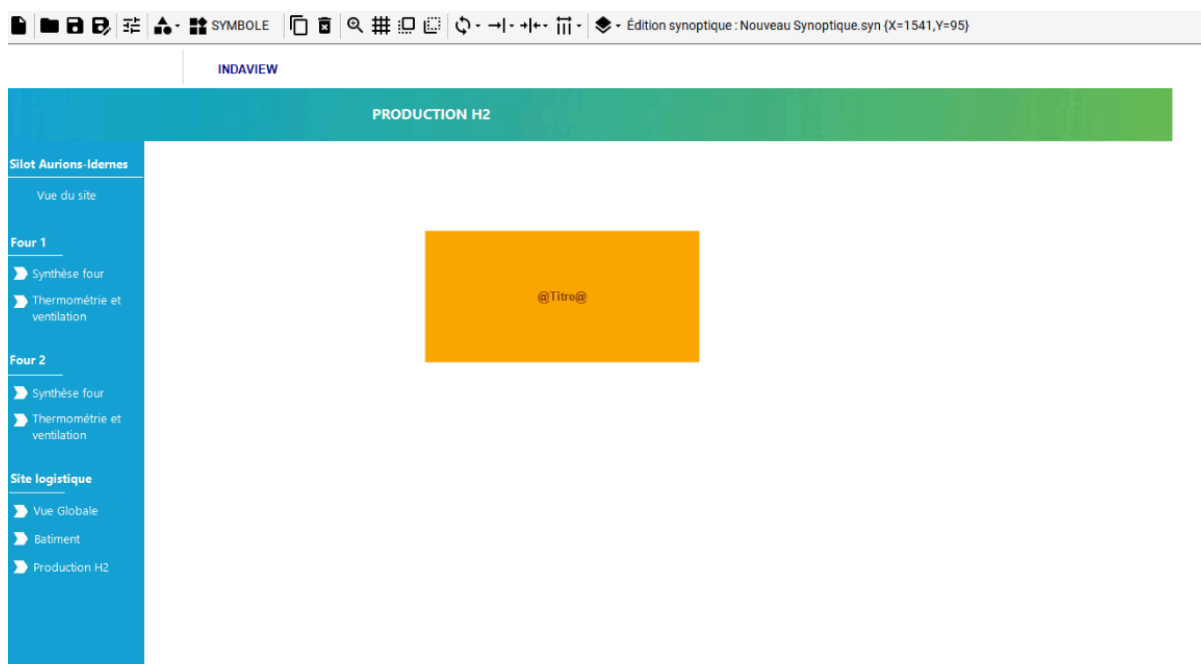 SYMBOLE
Édition synoptique : Nouveau Synoptique.syn {X=1541,Y=95}
INDAVIEW
PRODUCTION H2
Silot Aurions-Idernes
Vue du site
Four 1
Synthèse four
Thermométrie et
ventilation
Four 2
Synthèse four
Thermométrie et
ventilation
Site logistique
Vue Globale
Batiment
Production H2
@Titre@